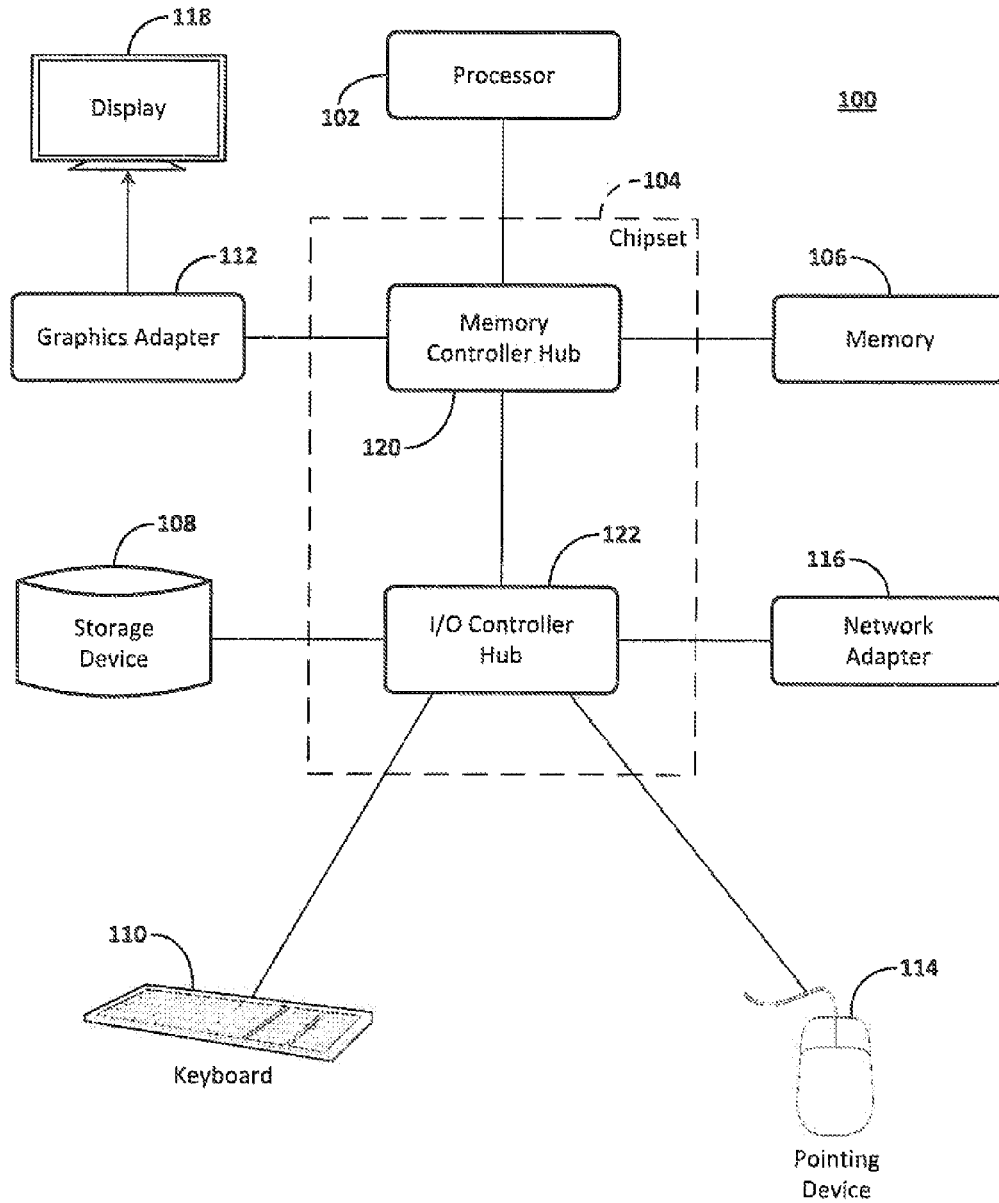 118
Display
Processor
102
100
104
Chipset
112
Graphics Adapter
Memory
Controller Hub
106
Memory
120
108
Storage
Device
122
I/O Controller
Hub
116
Network
Adapter
110
Keyboard
114
Pointing
Device